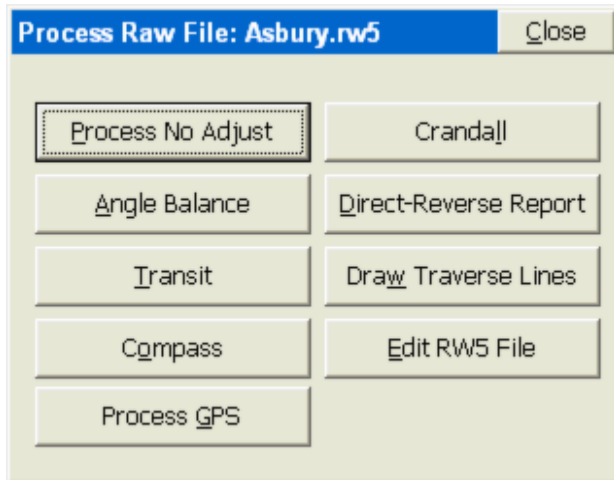 Process Raw File: Asbury.rw5 Close
Process No Adjust Crandall
Angle Balance Direct-Reverse Report
Transit Draw Traverse Lines
Compass Edit RW5 File
Process GPS